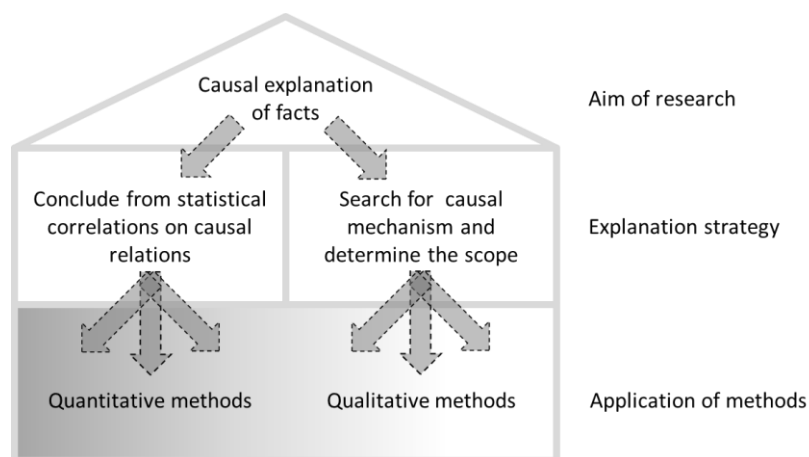 Causal explanation
of facts
Aim of research
Conclude from statistical
correlations on causal
relations
Search for causal
mechanism and
determine the scope
Explanation strategy
Quantitative methods
Qualitative methods
Application of methods